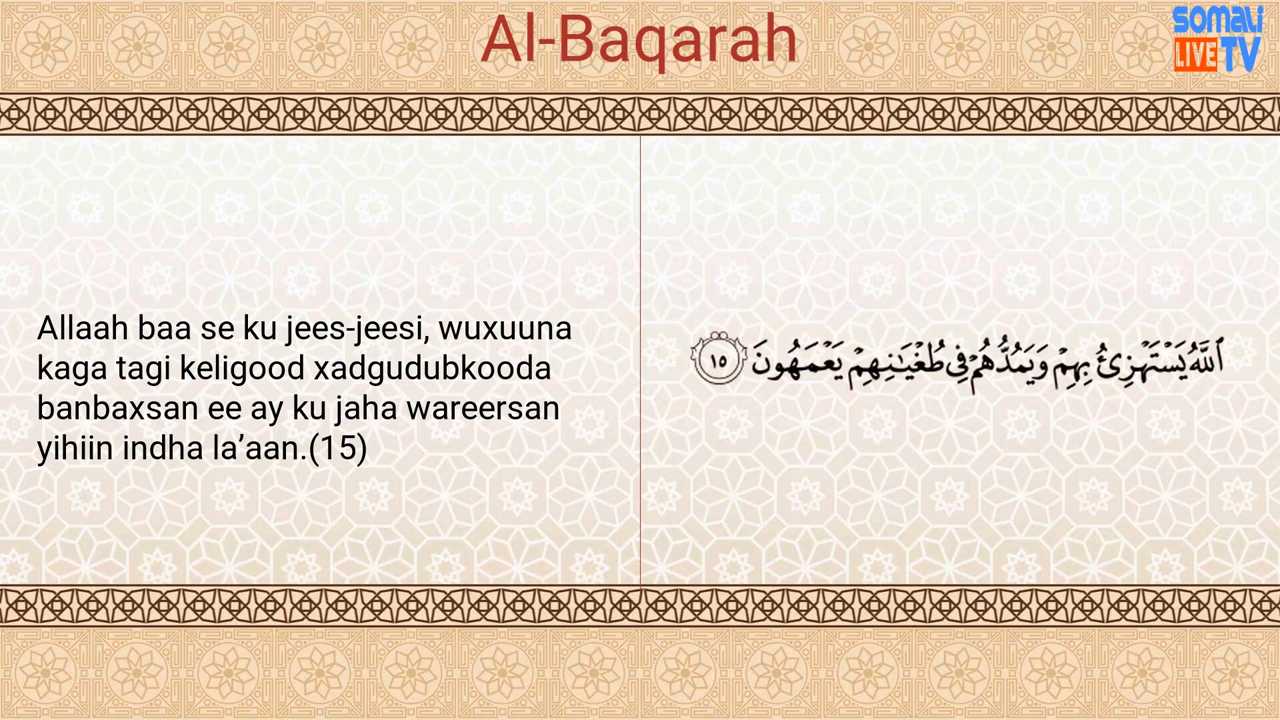 Al-Baqarah
SOMALI
LIVE TV
Allaah baa se ku jees-jeesi, wuxuuna
kaga tagi keligood xadgudubkooda
banbaxsan ee ay ku jaha wareersan
yihiin indha la’aan.(15)
ٱللَّهُ يَسْتَهْزِئُ بِهِمْ وَيَمُدُّهُمْ فِى طُغْيَـٰنِهِمْ يَعْمَهُونَ ١٥